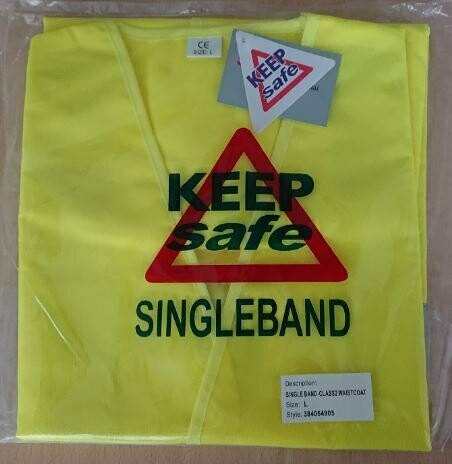 CE
SIZE: L
KEEP
safe
KEEP
safe
SINGLEBAND
Description:
SINGLE BAND-CLASS2 WAISTCOAT
Size: L
Style: 384064905